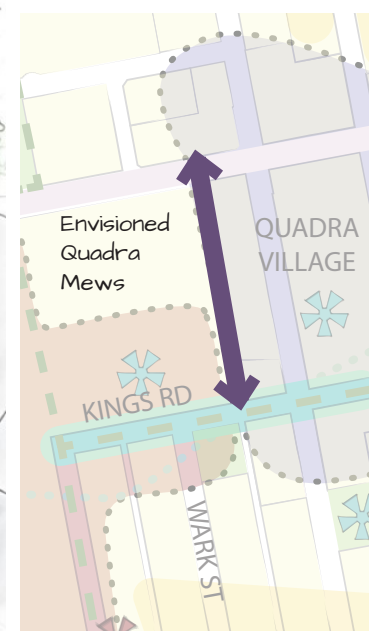 Envisioned
Quadra
Mews
QUADRA
VILLAGE
KINGS RD
WARK ST